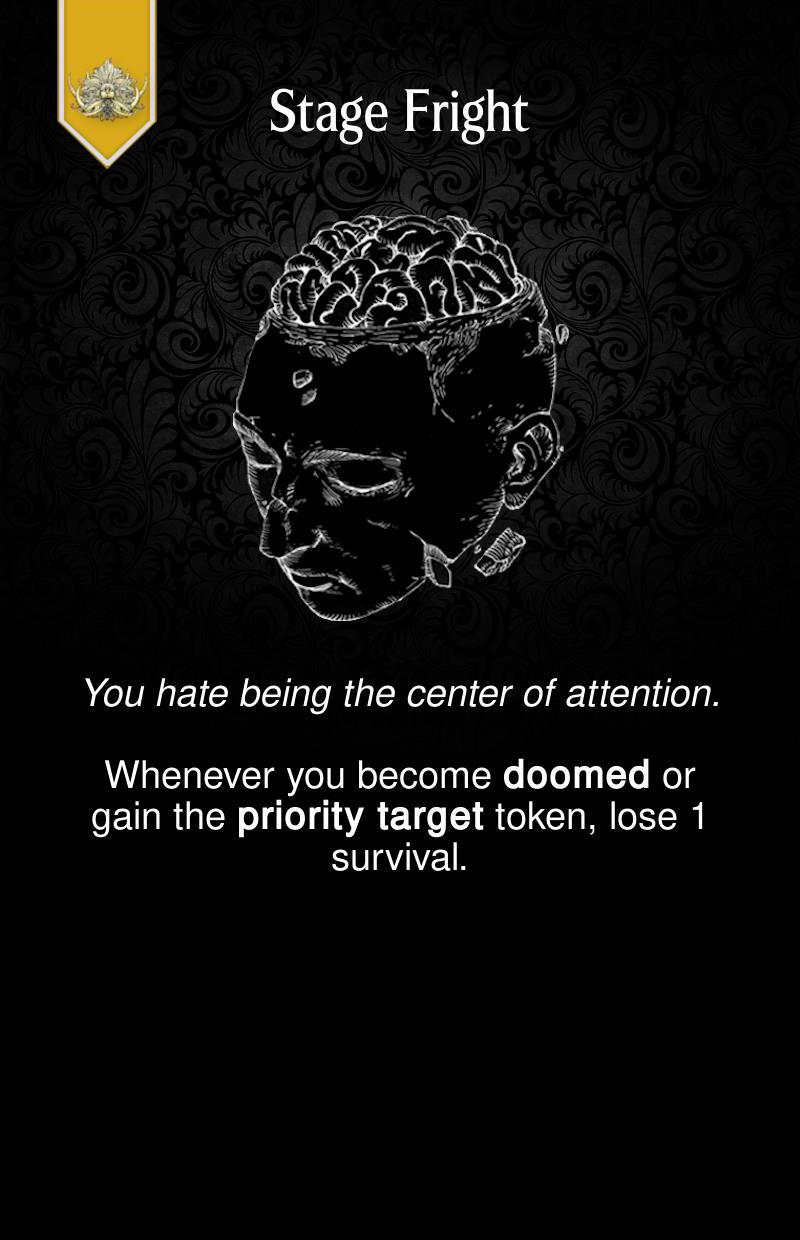 Stage Fright
You hate being the center of attention.
Whenever you become doomed or
gain the priority target token, lose 1
survival.